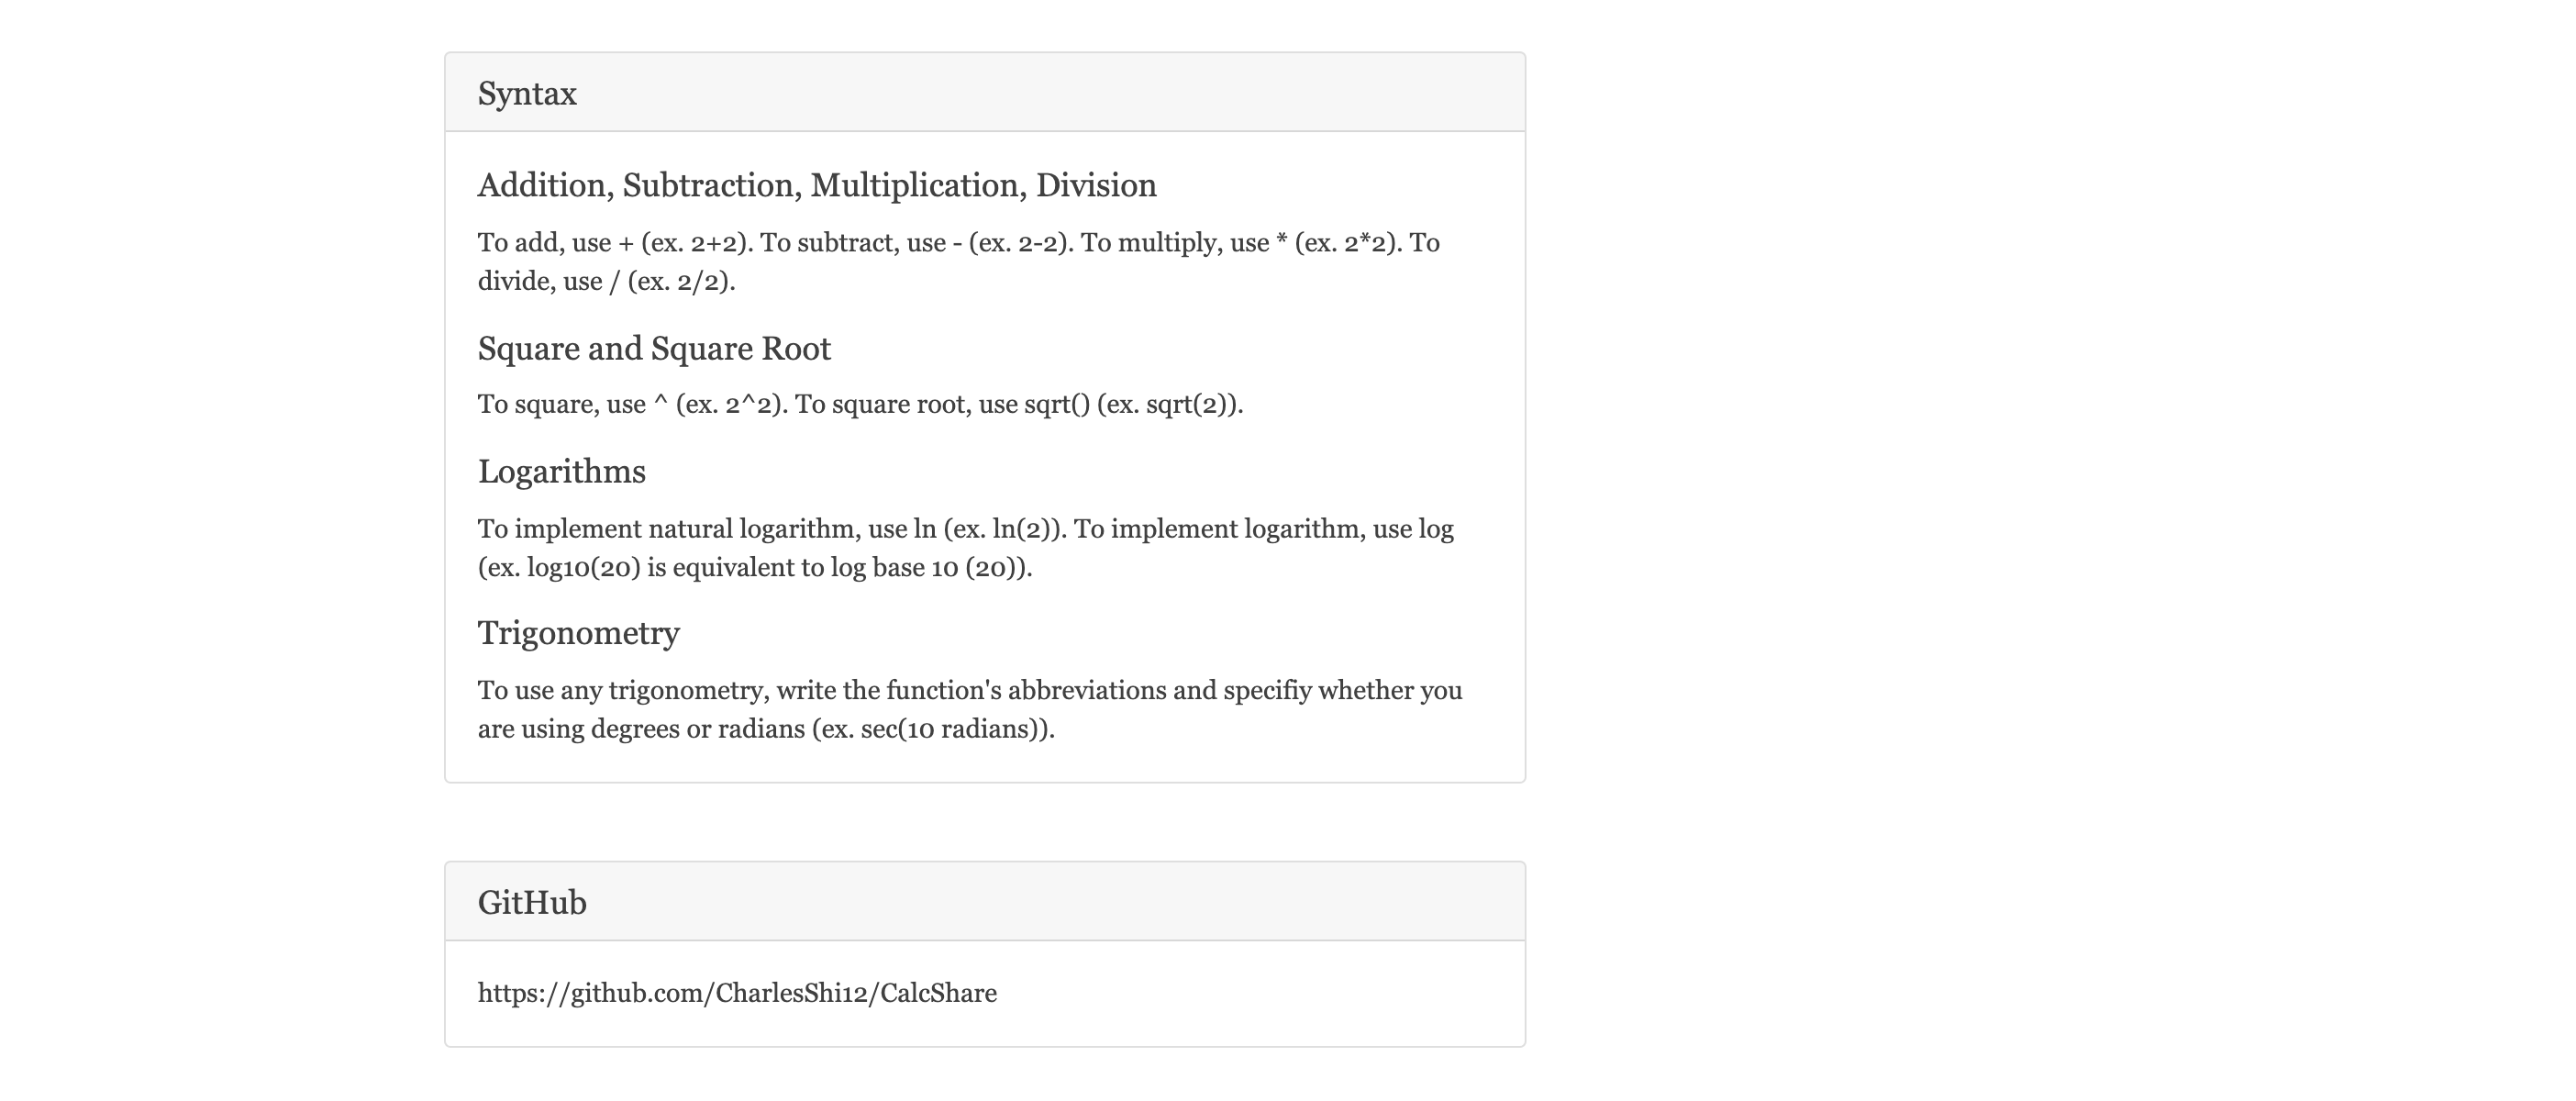 Syntax
Addition, Subtraction, Multiplication, Division
To add, use + (ex. 2+2). To subtract, use - (ex. 2-2). To multiply, use * (ex. 2*2). To
divide, use / (ex. 2/2).
Square and Square Root
To square, use ^ (ex. 2^2). To square root, use sqrt() (ex. sqrt(2)).
Logarithms
To implement natural logarithm, use ln (ex. ln(2)). To implement logarithm, use log
(ex. log10(20) is equivalent to log base 10 (20)).
Trigonometry
To use any trigonometry, write the function's abbreviations and specifiy whether you
are using degrees or radians (ex. sec(10 radians)).
GitHub
https://github.com/CharlesShi12/CalcShare